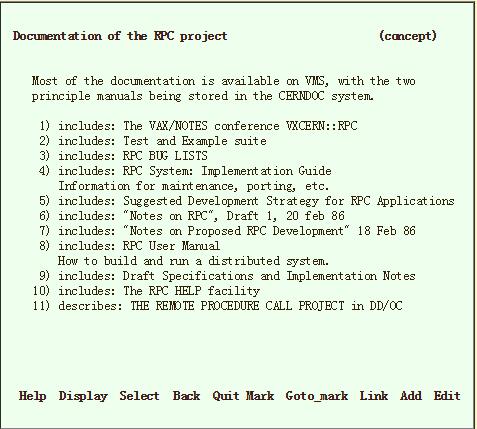 Documentation of the RPC project (concept)
Most of the documentation is available on VMS, with the two
principle manuals being stored in the CERNDOC system.
1) includes: The VAX/NOTES conference VXCERN::RPC
2) includes: Test and Example suite
3) includes: RPC BUG LISTS
4) includes: RPC System: Implementation Guide
Information for maintenance, porting, etc.
5) includes: Suggested Development Strategy for RPC Applications
6) includes: "Notes on RPC", Draft 1, 20 feb 86
7) includes: "Notes on Proposed RPC Development" 18 Feb 86
8) includes: RPC User Manual
How to build and run a distributed system.
9) includes: Draft Specifications and Implementation Notes
10) includes: The RPC HELP facility
11) describes: THE REMOTE PROCEDURE CALL PROJECT in DD/OC
Help Display Select Back Quit Mark Goto_mark Link Add Edit